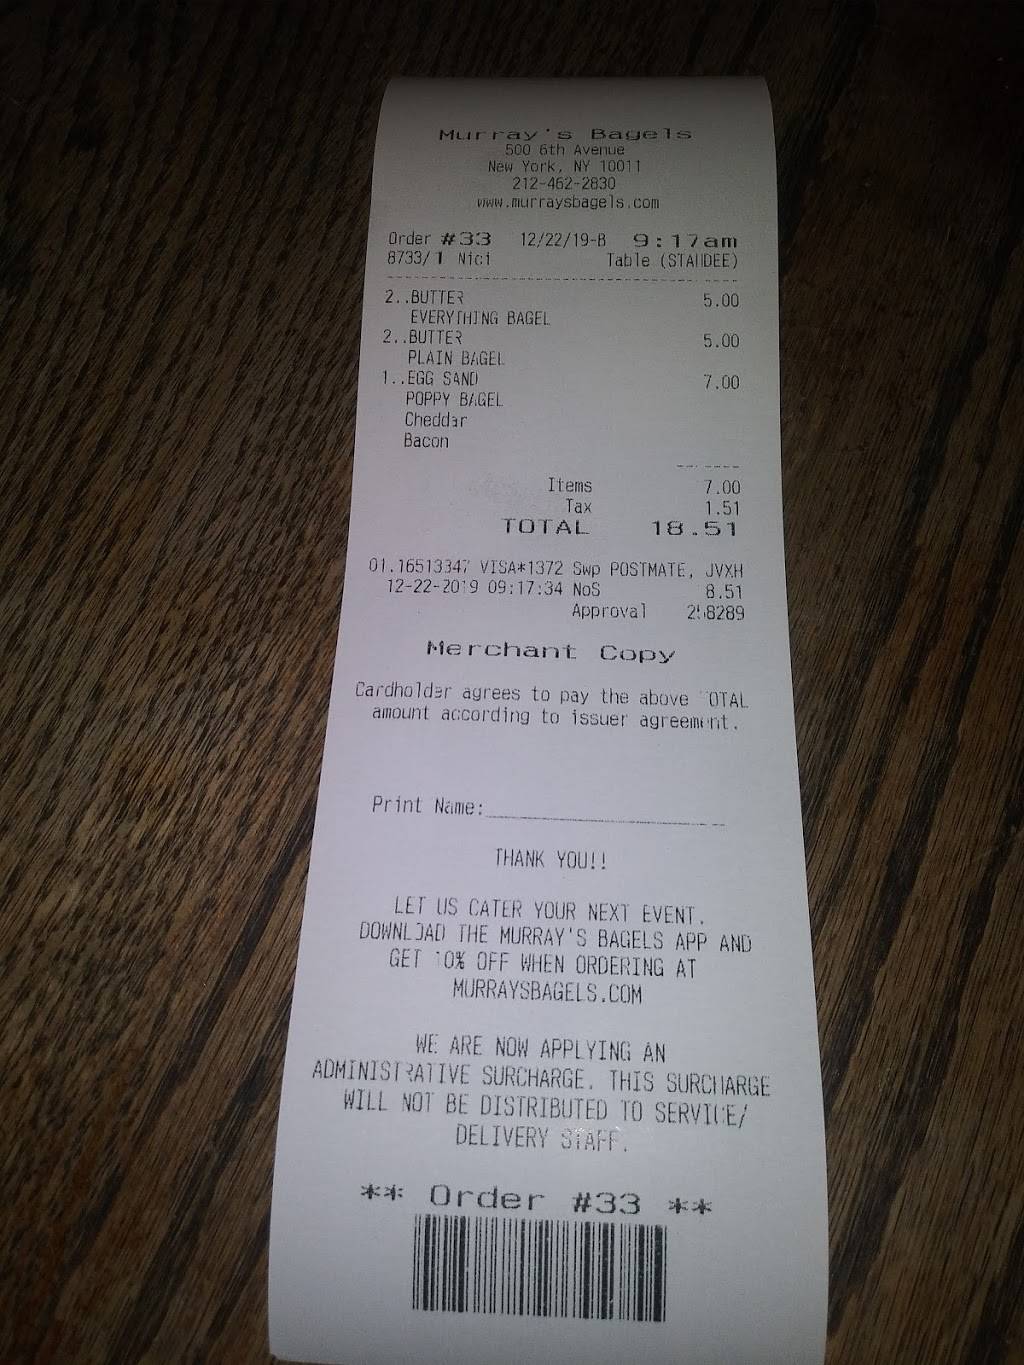 Murray's Bagels
500 6th Avenue
New York, NY 10011
212-462-2830
www.murraysbagels.com
Order #33 12/22/19-B 9:17am
8733/1 Nici Table (STANDEE)
2..BUTTER 5.00
EVERYTHING BAGEL
2..BUTTER 5.00
PLAIN BAGEL
1..EGG SAND 7.00
POPPY BAGEL
Cheddar
Bacon
Items 7.00
Tax 1.51
TOTAL 18.51
01.16513347 VISA*1372 Swp POSTMATE, JVXH
12-22-2019 09:17:34 NoS 8.51
Approval 258289
Merchant Copy
Cardholder agrees to pay the above TOTAL
amount according to issuer agreement.
Print Name:
THANK YOU!!
LET US CATER YOUR NEXT EVENT.
DOWNLOAD THE MURRAY'S BAGELS APP AND
GET 10% OFF WHEN ORDERING AT
MURRAYSBAGELS.COM
WE ARE NOW APPLYING AN
ADMINISTRATIVE SURCHARGE. THIS SURCHARGE
WILL NOT BE DISTRIBUTED TO SERVICE/
DELIVERY STAFF.
** Order #33 **